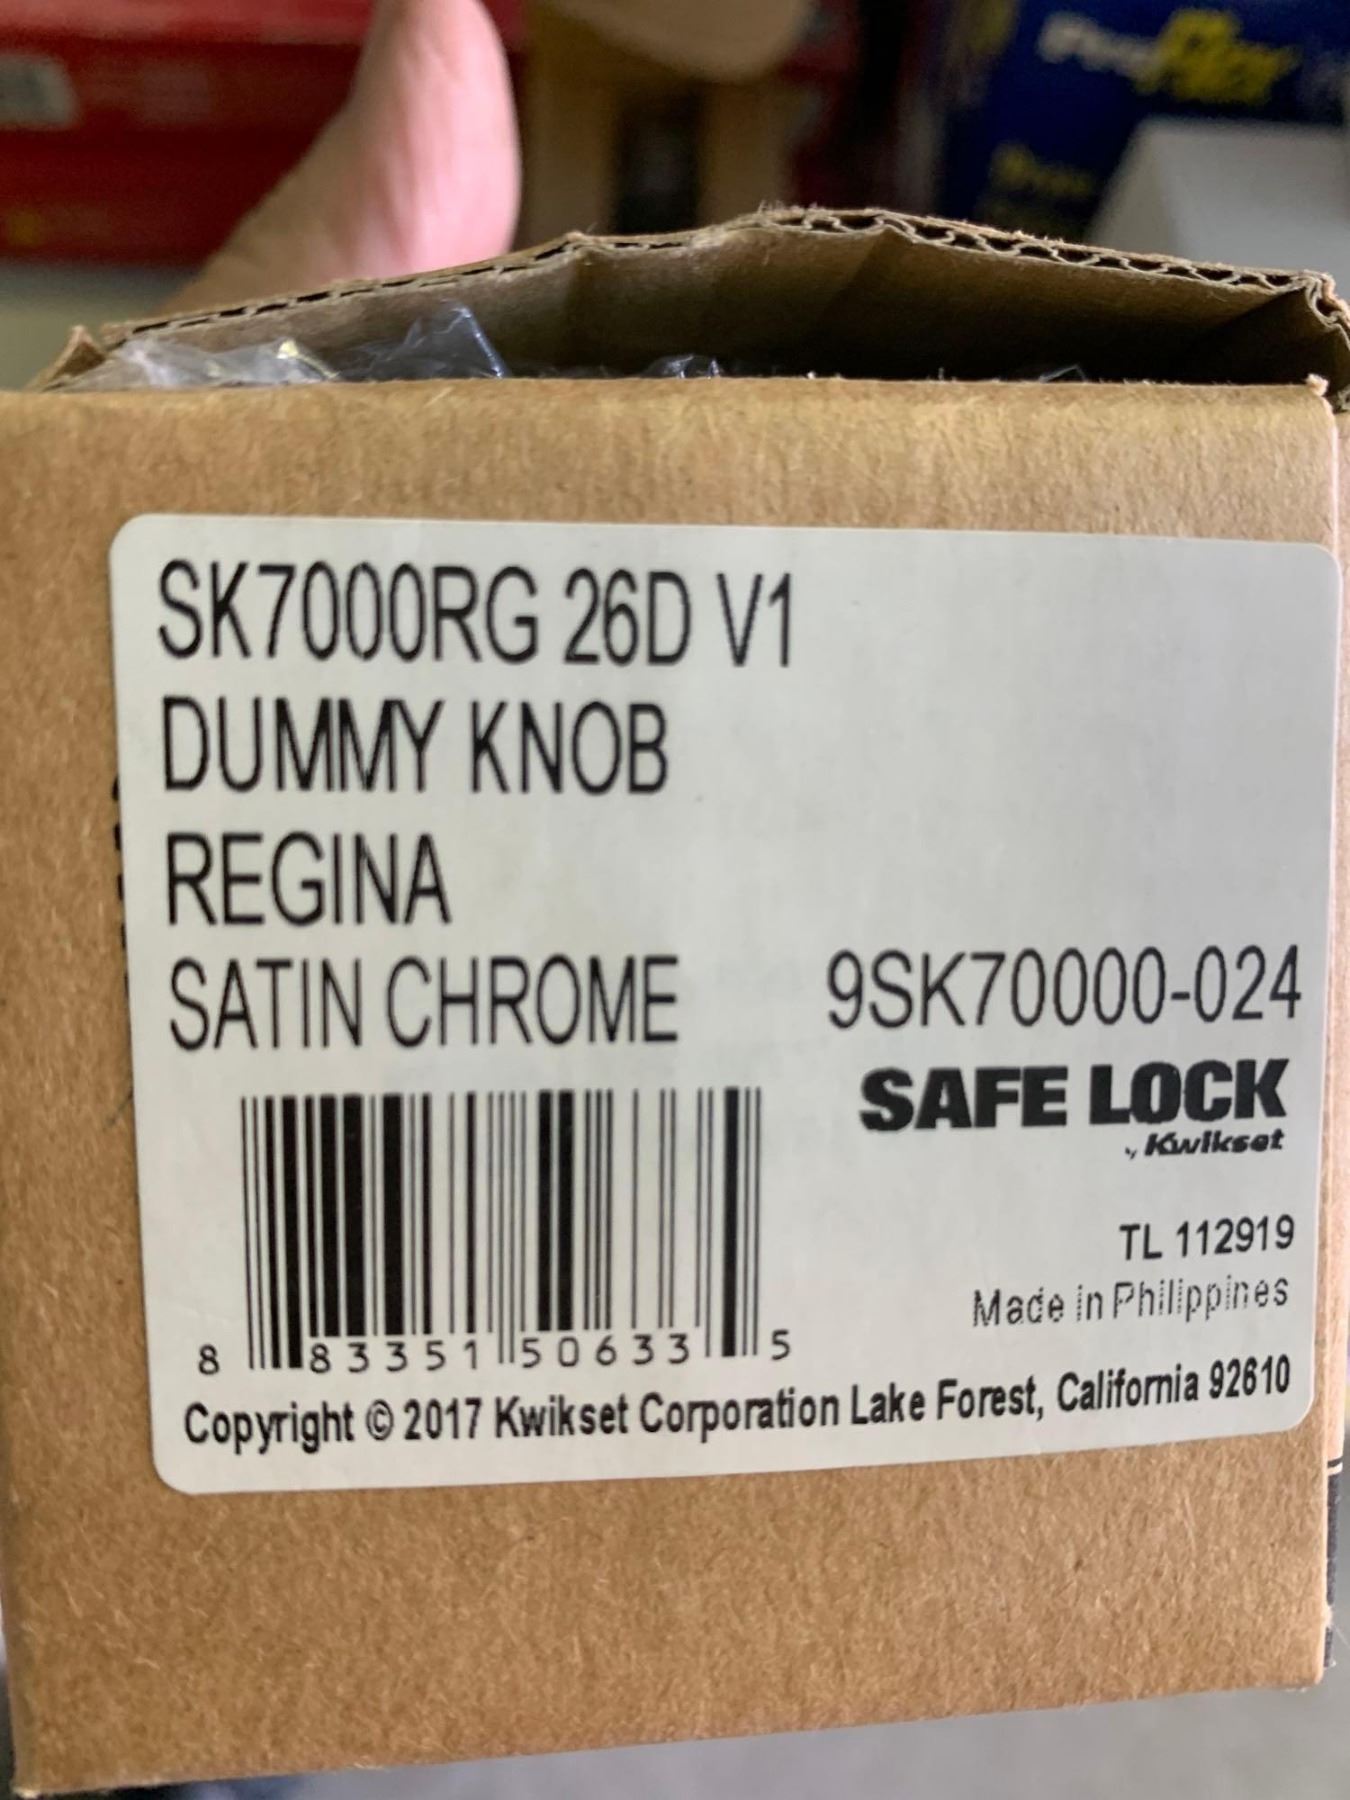 SK7000RG 26D V1
DUMMY KNOB
REGINA
SATIN CHROME
9SK70000-024
SAFE LOCK
by Kwikset
TL 112919
Made in Philippines
8 83351 50633 5
Copyright © 2017 Kwikset Corporation Lake Forest, California 92610